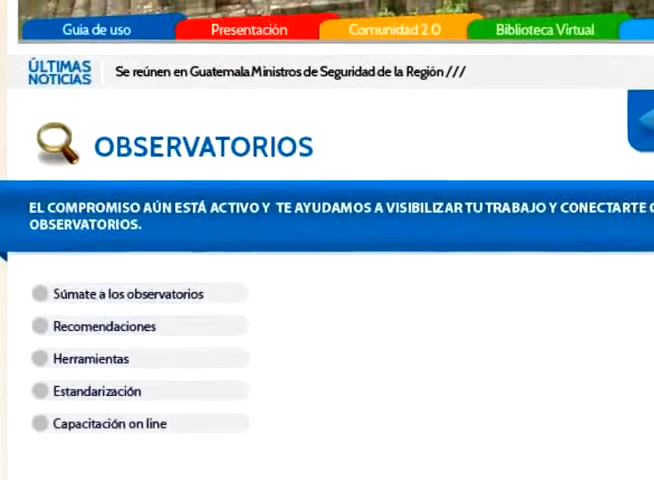 Guía de uso
Presentación
Comunidad 2.0
Biblioteca Virtual
ÚLTIMAS
NOTICIAS
Se reúnen en Guatemala.Ministros de Seguridad de la Región ///
OBSERVATORIOS
EL COMPROMISO AÚN ESTÁ ACTIVO Y TE AYUDAMOS A VISIBILIZAR TU TRABAJO Y CONECTARTE
OBSERVATORIOS.
Súmate a los observatorios
Recomendaciones
Herramientas
Estandarización
Capacitación on line